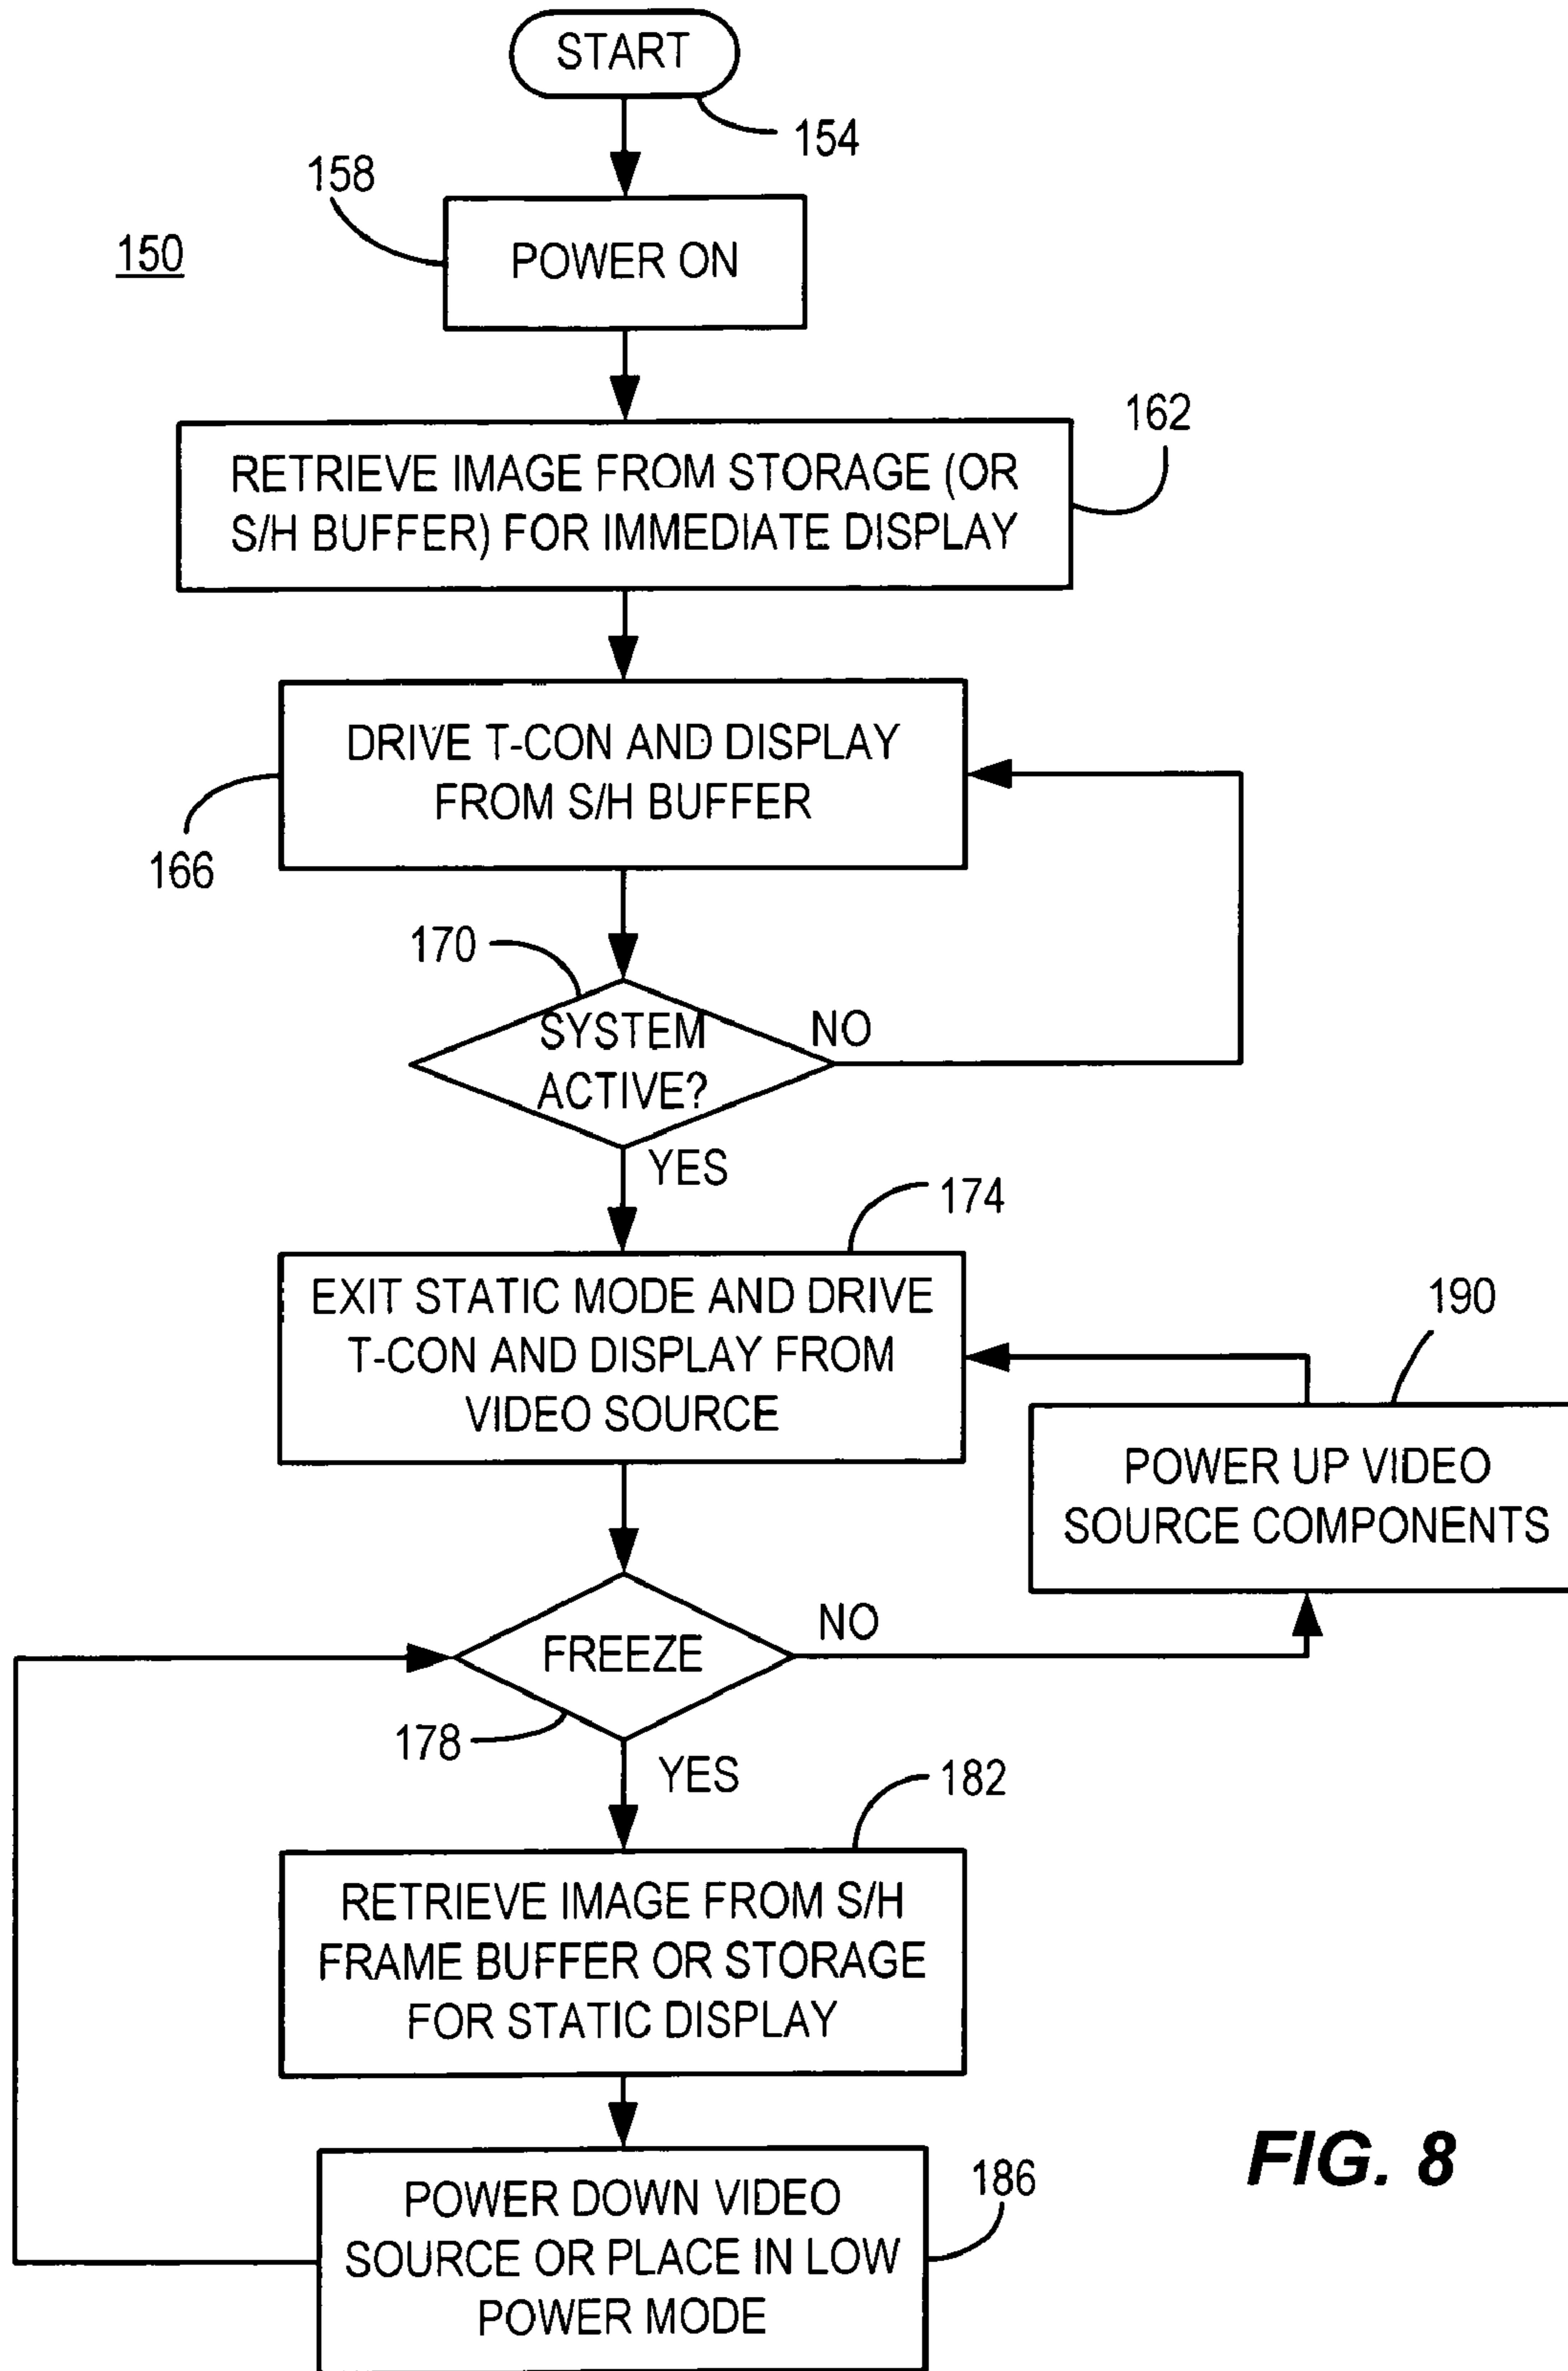 START
154
158
150
POWER ON
162
RETRIEVE IMAGE FROM STORAGE (OR
S/H BUFFER) FOR IMMEDIATE DISPLAY
DRIVE T-CON AND DISPLAY
FROM S/H BUFFER
166
170
SYSTEM
ACTIVE?
NO
YES
174
EXIT STATIC MODE AND DRIVE
T-CON AND DISPLAY FROM
VIDEO SOURCE
190
POWER UP VIDEO
SOURCE COMPONENTS
FREEZE
NO
178
YES
182
RETRIEVE IMAGE FROM S/H
FRAME BUFFER OR STORAGE
FOR STATIC DISPLAY
186
POWER DOWN VIDEO
SOURCE OR PLACE IN LOW
POWER MODE
FIG. 8